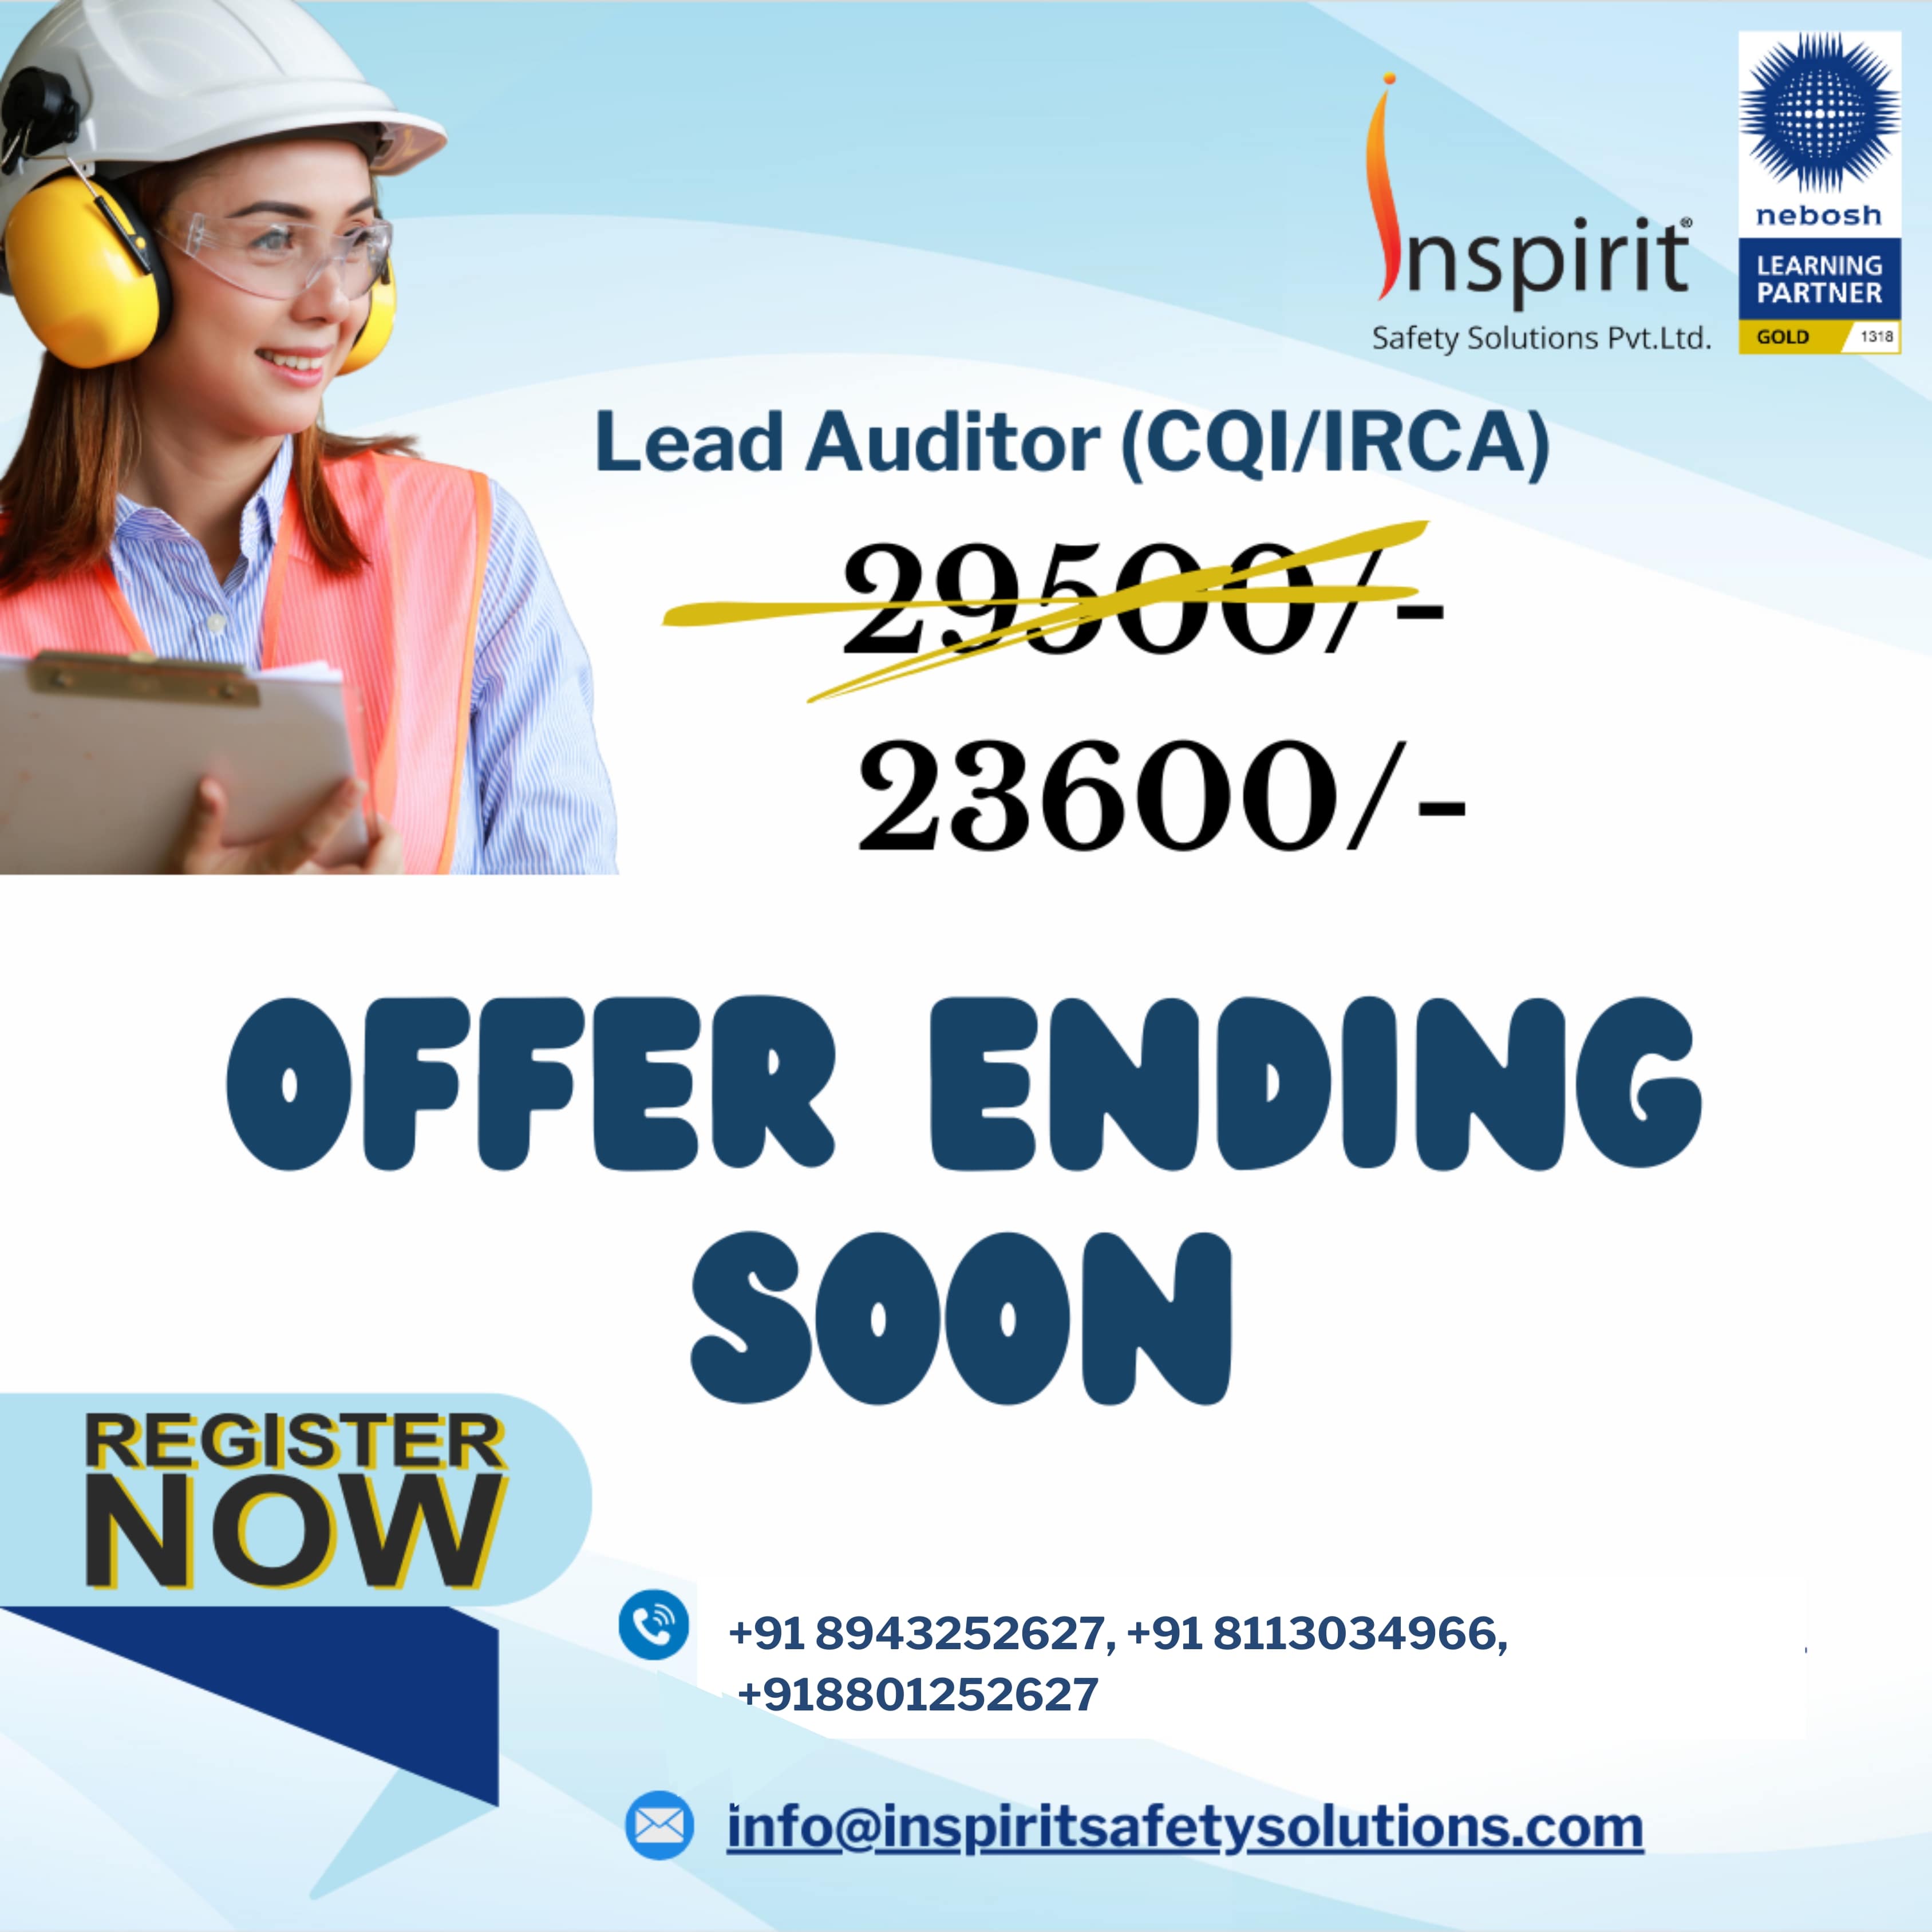 inspirit®
Safety Solutions Pvt.Ltd.
nebosh
LEARNING
PARTNER
GOLD 1318
Lead Auditor (CQI/IRCA)
29500/-
23600/-
OFFER ENDING
SOON
REGISTER
NOW
+91 8943252627, +91 8113034966,
+918801252627
info@inspiritsafetysolutions.com